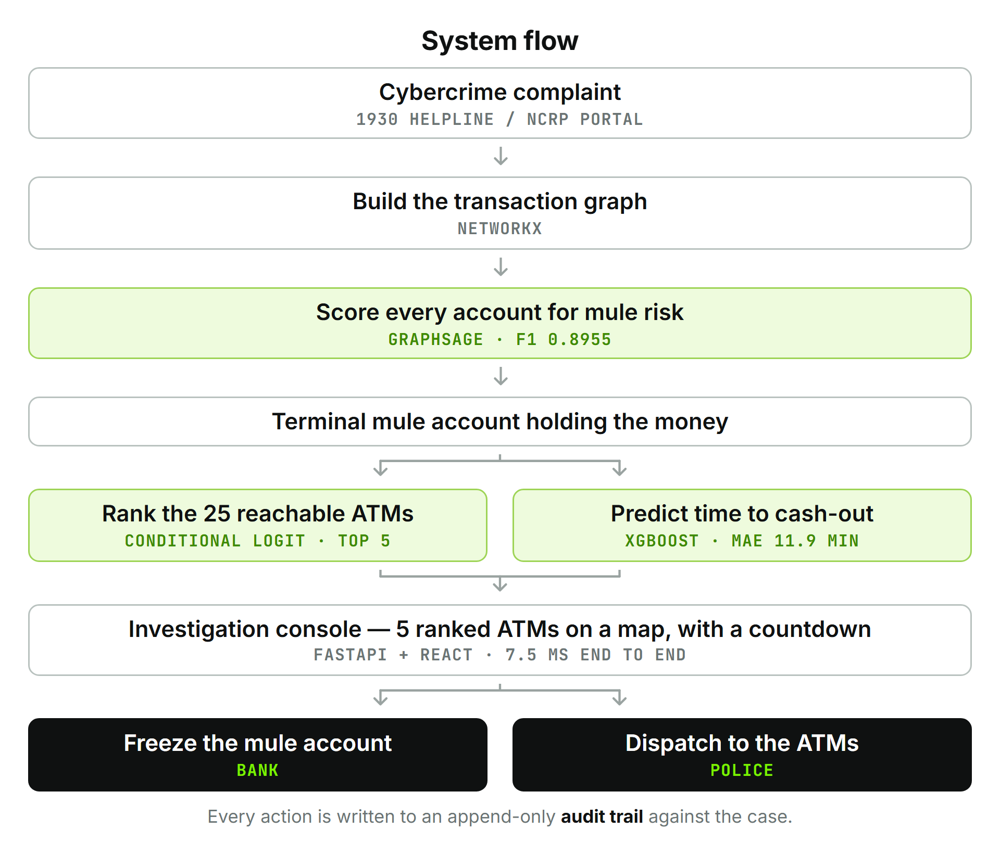 System flow
Cybercrime complaint
1930 HELPLINE / NCRP PORTAL
Build the transaction graph
NETWORKX
Score every account for mule risk
GRAPHSAGE · F1 0.8955
Terminal mule account holding the money
Rank the 25 reachable ATMs
CONDITIONAL LOGIT · TOP 5
Predict time to cash-out
XGBOOST · MAE 11.9 MIN
Investigation console — 5 ranked ATMs on a map, with a countdown
FASTAPI + REACT · 7.5 MS END TO END
Freeze the mule account
BANK
Dispatch to the ATMs
POLICE
Every action is written to an append-only audit trail against the case.